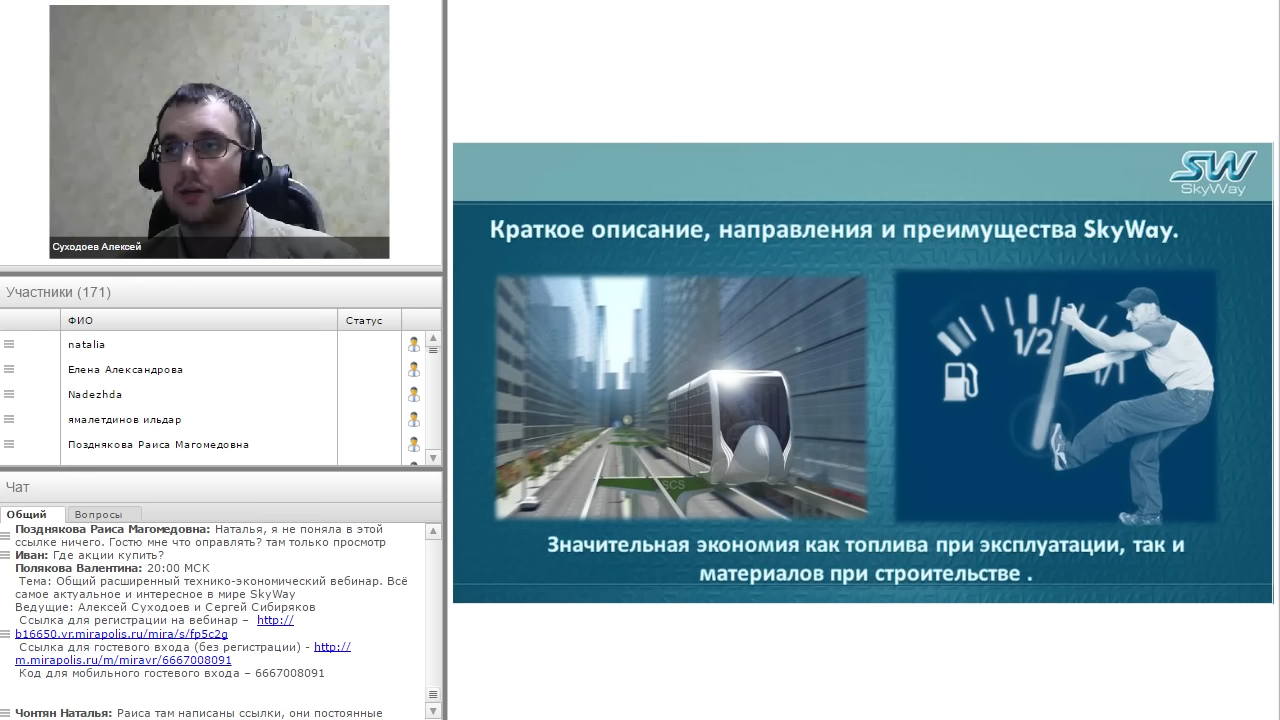 Суходоев Алексей
Участники (171)
ФИО
Статус
natalia
Елена Александрова
Nadezhda
ямалетдинов ильдар
Позднякова Раиса Магомедовна
Чат
Общий
Вопросы
Позднякова Раиса Магомедовна: Наталья, я не поняла в этой
ссылке ничего. Гостю мне что оправлять? там только просмотр
Иван: Где акции купить?
Полякова Валентина: 20:00 МСК
Тема: Общий расширенный технико-экономический вебинар. Всё
самое актуальное и интересное в мире SkyWay
Ведущие: Алексей Суходоев и Сергей Сибиряков
Ссылка для регистрации на вебинар – http://
b16650.vr.mirapolis.ru/mira/s/fp5c2g
Ссылка для гостевого входа (без регистрации) - http://
m.mirapolis.ru/m/miravr/6667008091
Код для мобильного гостевого входа – 6667008091
Чонтян Наталья: Раиса там написаны ссылки, они постоянные
SW
SkyWay
Краткое описание, направления и преимущества SkyWay.
SCS
1/2
1/1
Значительная экономия как топлива при эксплуатации, так и
материалов при строительстве .